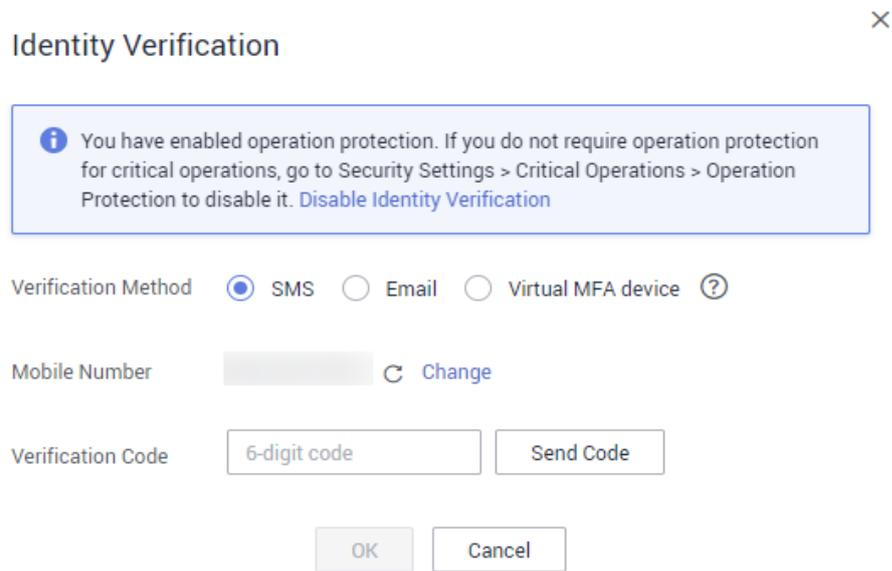 Identity Verification
You have enabled operation protection. If you do not require operation protection
for critical operations, go to Security Settings > Critical Operations > Operation
Protection to disable it. Disable Identity Verification
Verification Method SMS Email Virtual MFA device ?
Mobile Number Change
Verification Code 6-digit code Send Code
OK Cancel